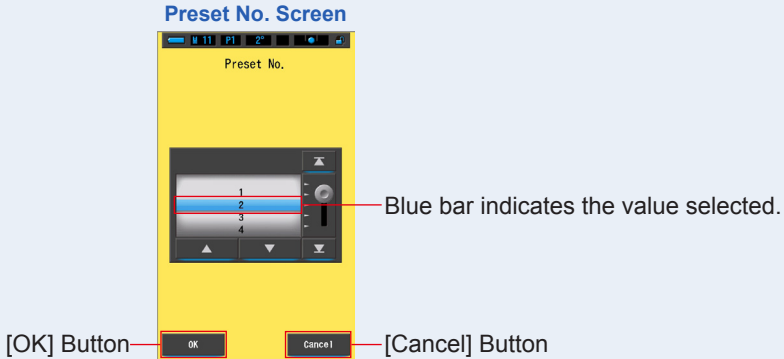 Preset No. Screen
M 11 P1 2°
Preset No.
1
2
3
4
Blue bar indicates the value selected.
[OK] Button
OK
Cancel
[Cancel] Button